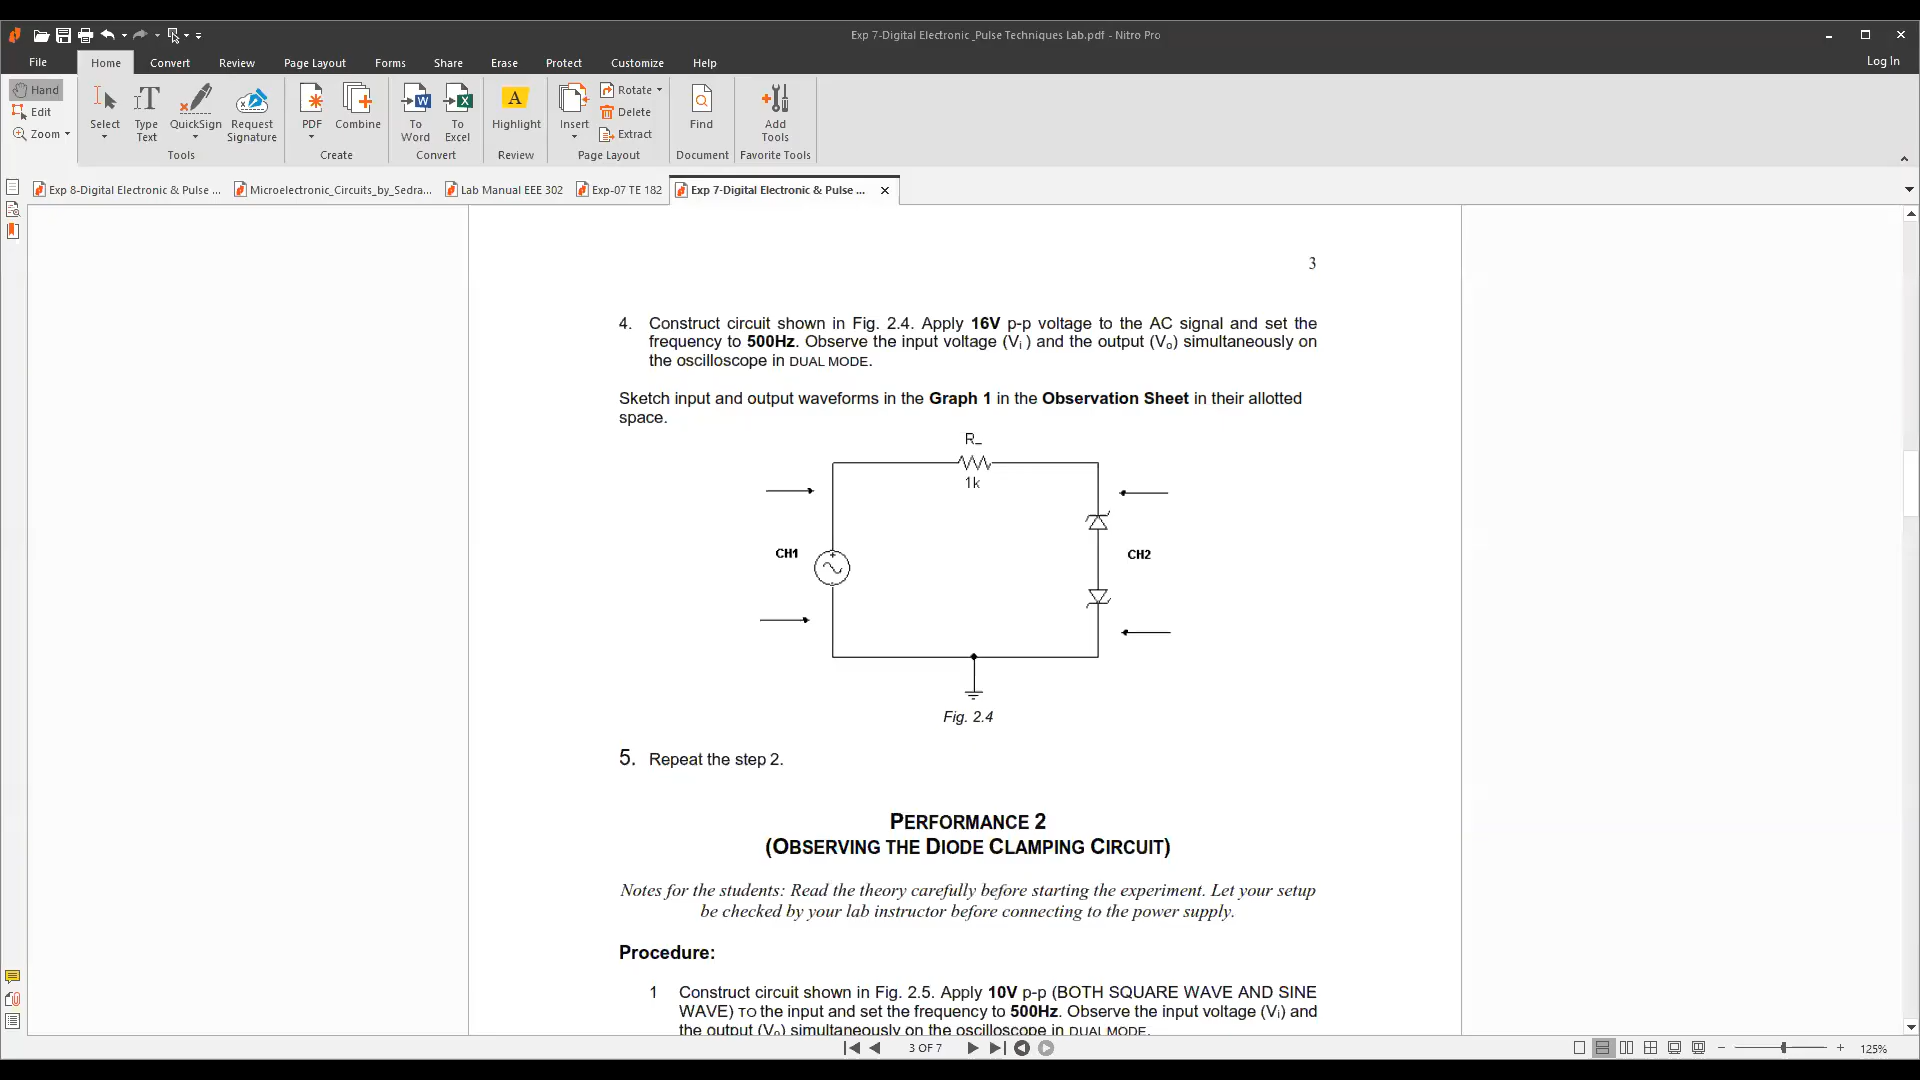 Exp 7-Digital Electronic _Pulse Techniques Lab.pdf - Nitro Pro
File Home Convert Review Page Layout Forms Share Erase Protect Customize Help Log In
Hand
Edit
Zoom
Select
Type Text
QuickSign
Request Signature
Tools
PDF
Combine
Create
To Word
To Excel
Convert
Highlight
Review
Insert
Rotate
Delete
Extract
Page Layout
Find
Document
Add Tools
Favorite Tools
Exp 8-Digital Electronic & Pulse ... Microelectronic_Circuits_by_Sedra... Lab Manual EEE 302 Exp-07 TE 182 Exp 7-Digital Electronic & Pulse ...
3
4. Construct circuit shown in Fig. 2.4. Apply 16V p-p voltage to the AC signal and set the
frequency to 500Hz. Observe the input voltage (Vi ) and the output (Vo) simultaneously on
the oscilloscope in DUAL MODE.
Sketch input and output waveforms in the Graph 1 in the Observation Sheet in their allotted
space.
R_
1k
CH1
CH2
Fig. 2.4
5. Repeat the step 2.
PERFORMANCE 2
(OBSERVING THE DIODE CLAMPING CIRCUIT)
Notes for the students: Read the theory carefully before starting the experiment. Let your setup
be checked by your lab instructor before connecting to the power supply.
Procedure:
1 Construct circuit shown in Fig. 2.5. Apply 10V p-p (BOTH SQUARE WAVE AND SINE
WAVE) TO the input and set the frequency to 500Hz. Observe the input voltage (Vi) and
the output (Vo) simultaneously on the oscilloscope in DUAL MODE.
3 OF 7
125%